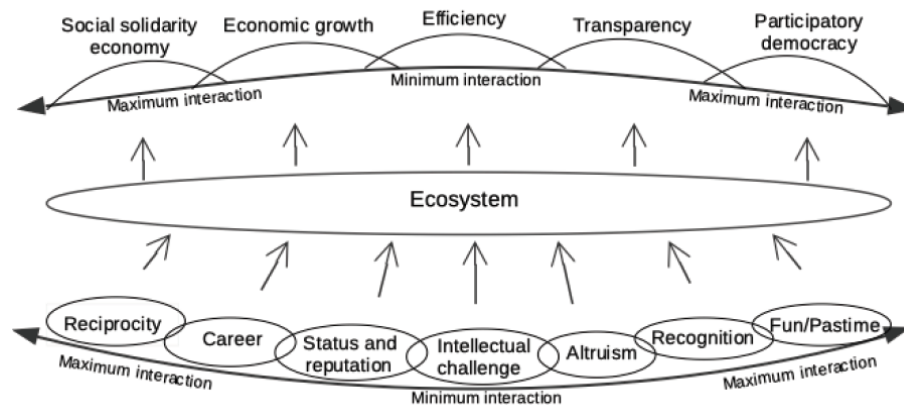 Social solidarity
economy
Economic growth
Efficiency
Transparency
Participatory
democracy
Maximum interaction
Minimum interaction
Maximum interaction
Ecosystem
Reciprocity
Career
Status and
reputation
Intellectual
challenge
Altruism
Recognition
Fun/Pastime
Maximum interaction
Minimum interaction
Maximum interaction